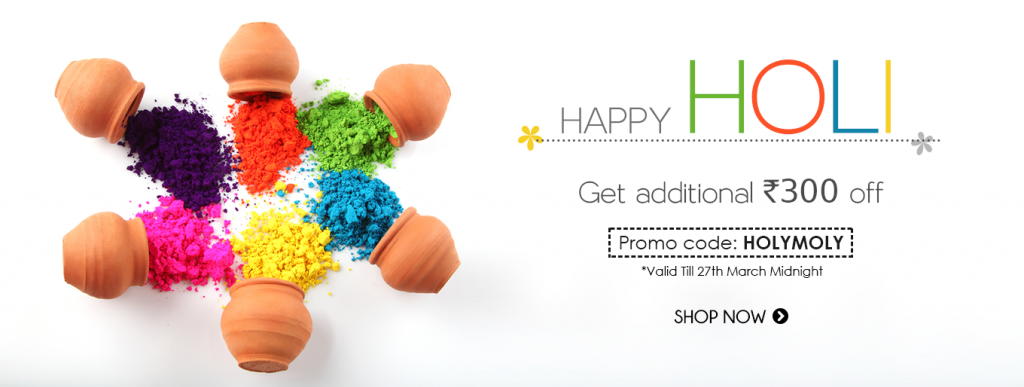 HAPPY HOLI
Get additional ₹300 off
Promo code: HOLYMOLY
*Valid Till 27th March Midnight
SHOP NOW